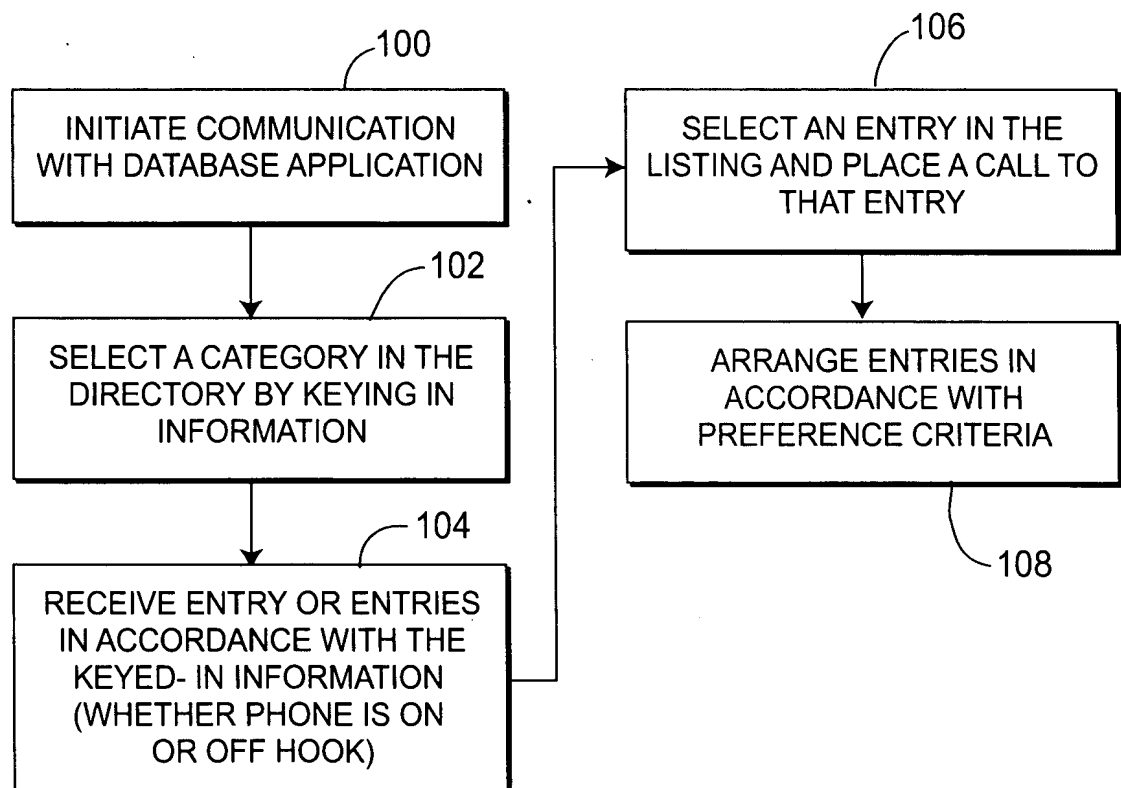 100
INITIATE COMMUNICATION
WITH DATABASE APPLICATION
102
SELECT A CATEGORY IN THE
DIRECTORY BY KEYING IN
INFORMATION
104
RECEIVE ENTRY OR ENTRIES
IN ACCORDANCE WITH THE
KEYED- IN INFORMATION
(WHETHER PHONE IS ON
OR OFF HOOK)
106
SELECT AN ENTRY IN THE
LISTING AND PLACE A CALL TO
THAT ENTRY
ARRANGE ENTRIES IN
ACCORDANCE WITH
PREFERENCE CRITERIA
108